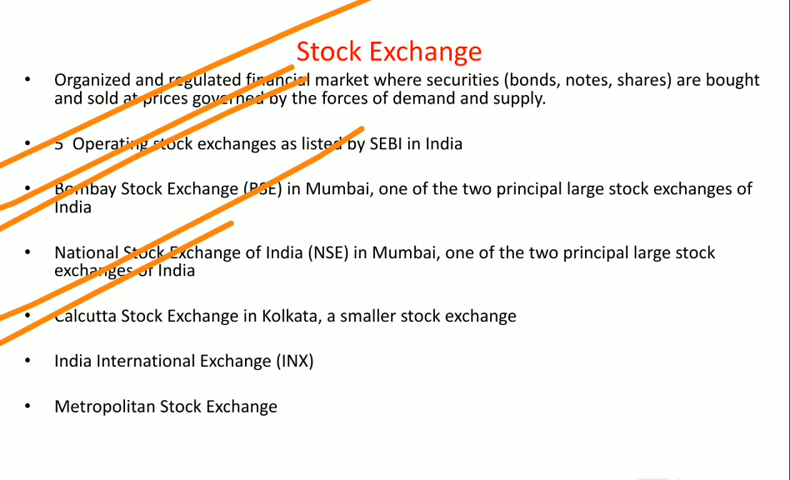 Stock Exchange
• Organized and regulated financial market where securities (bonds, notes, shares) are bought
and sold at prices governed by the forces of demand and supply.
• 5 Operating stock exchanges as listed by SEBI in India
• Bombay Stock Exchange (BSE) in Mumbai, one of the two principal large stock exchanges of
India
• National Stock Exchange of India (NSE) in Mumbai, one of the two principal large stock
exchanges of India
• Calcutta Stock Exchange in Kolkata, a smaller stock exchange
• India International Exchange (INX)
• Metropolitan Stock Exchange